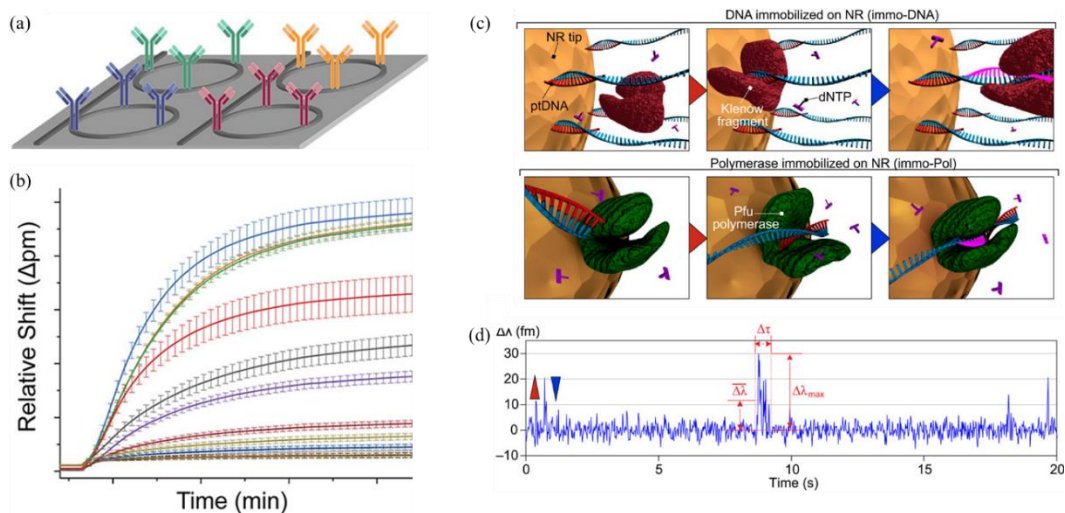 (a)
(b)
Relative Shift (Δpm)
Time (min)
(c)
DNA immobilized on NR (immo-DNA)
NR tip
ptDNA
Klenow
fragment
dNTP
Polymerase immobilized on NR (immo-Pol)
Pfu
polymerase
(d)
Δλ (fm)
Δτ
30
20
10
0
−10
Δλ
Δλmax
0
5
10
15
20
Time (s)